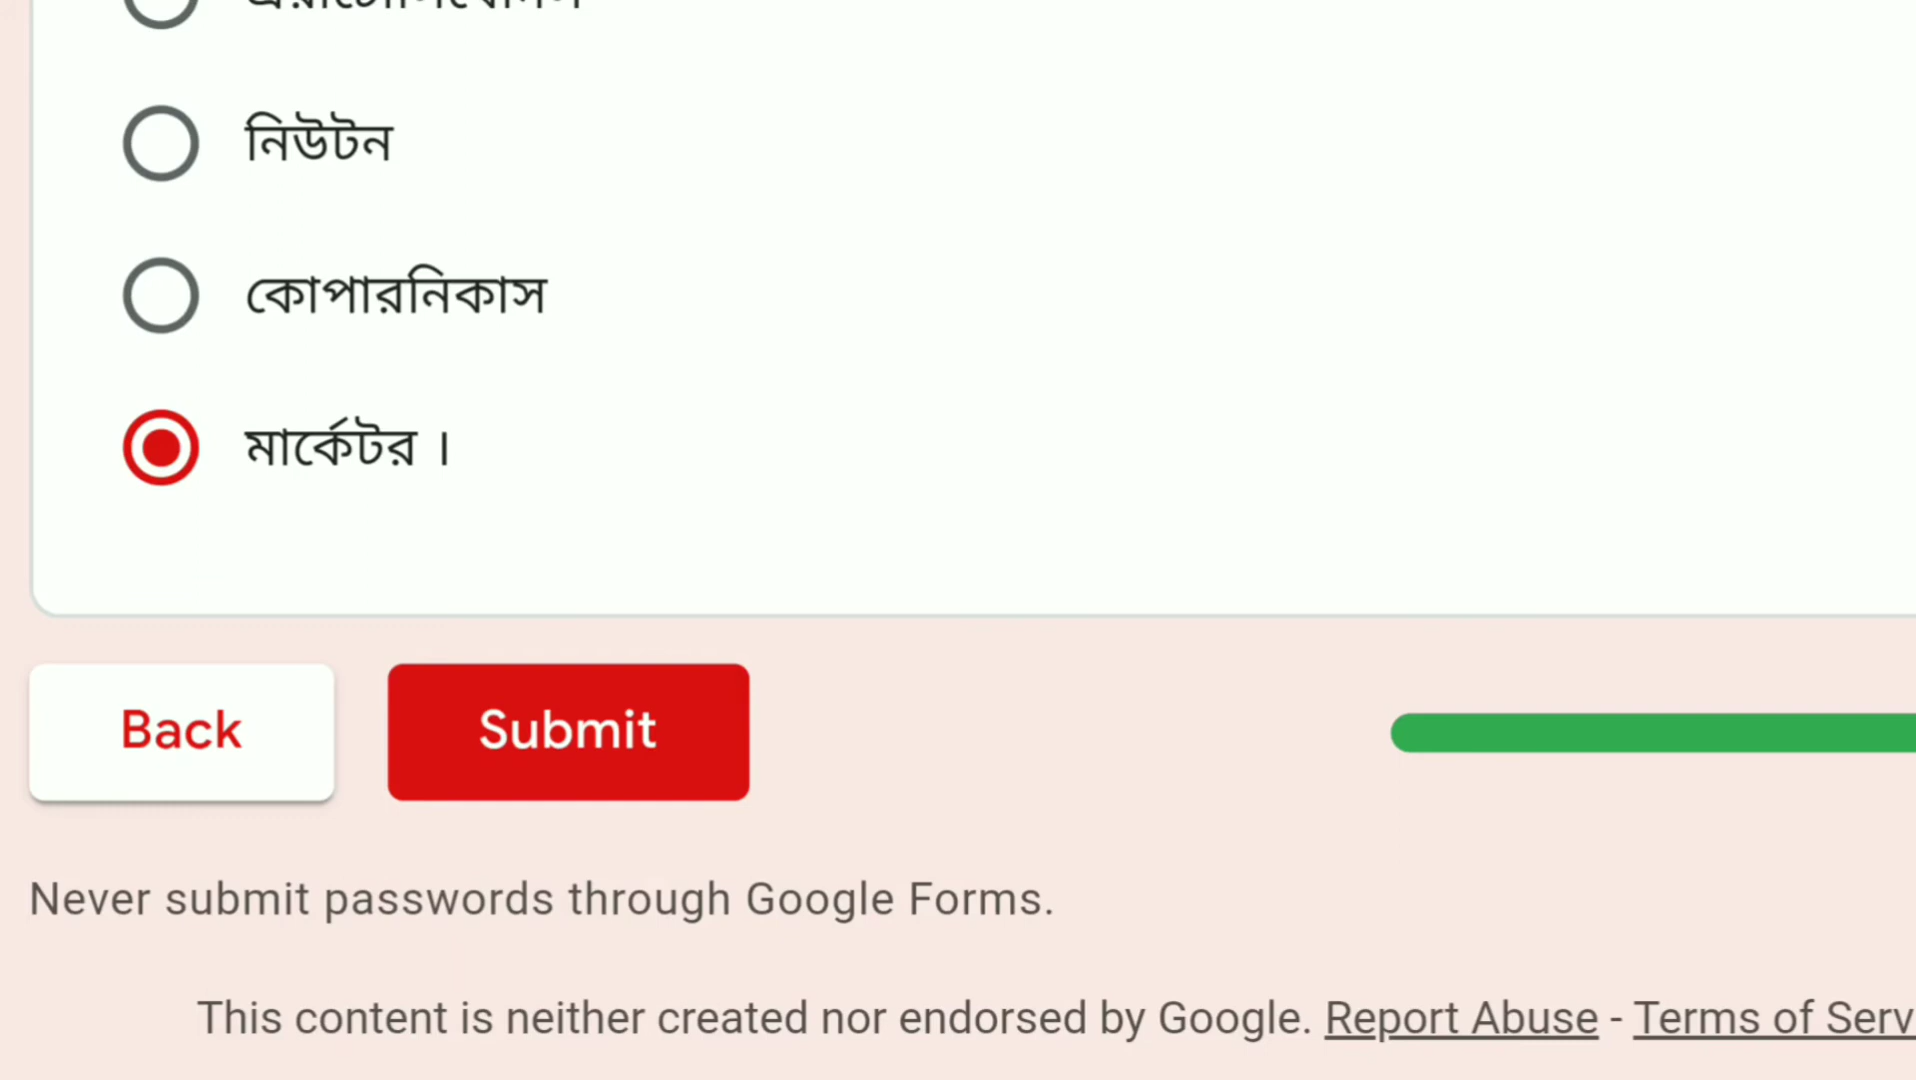 নিউটন
কোপারনিকাস
মার্কেটর ।
Back
Submit
Never submit passwords through Google Forms.
This content is neither created nor endorsed by Google. Report Abuse - Terms of Serv